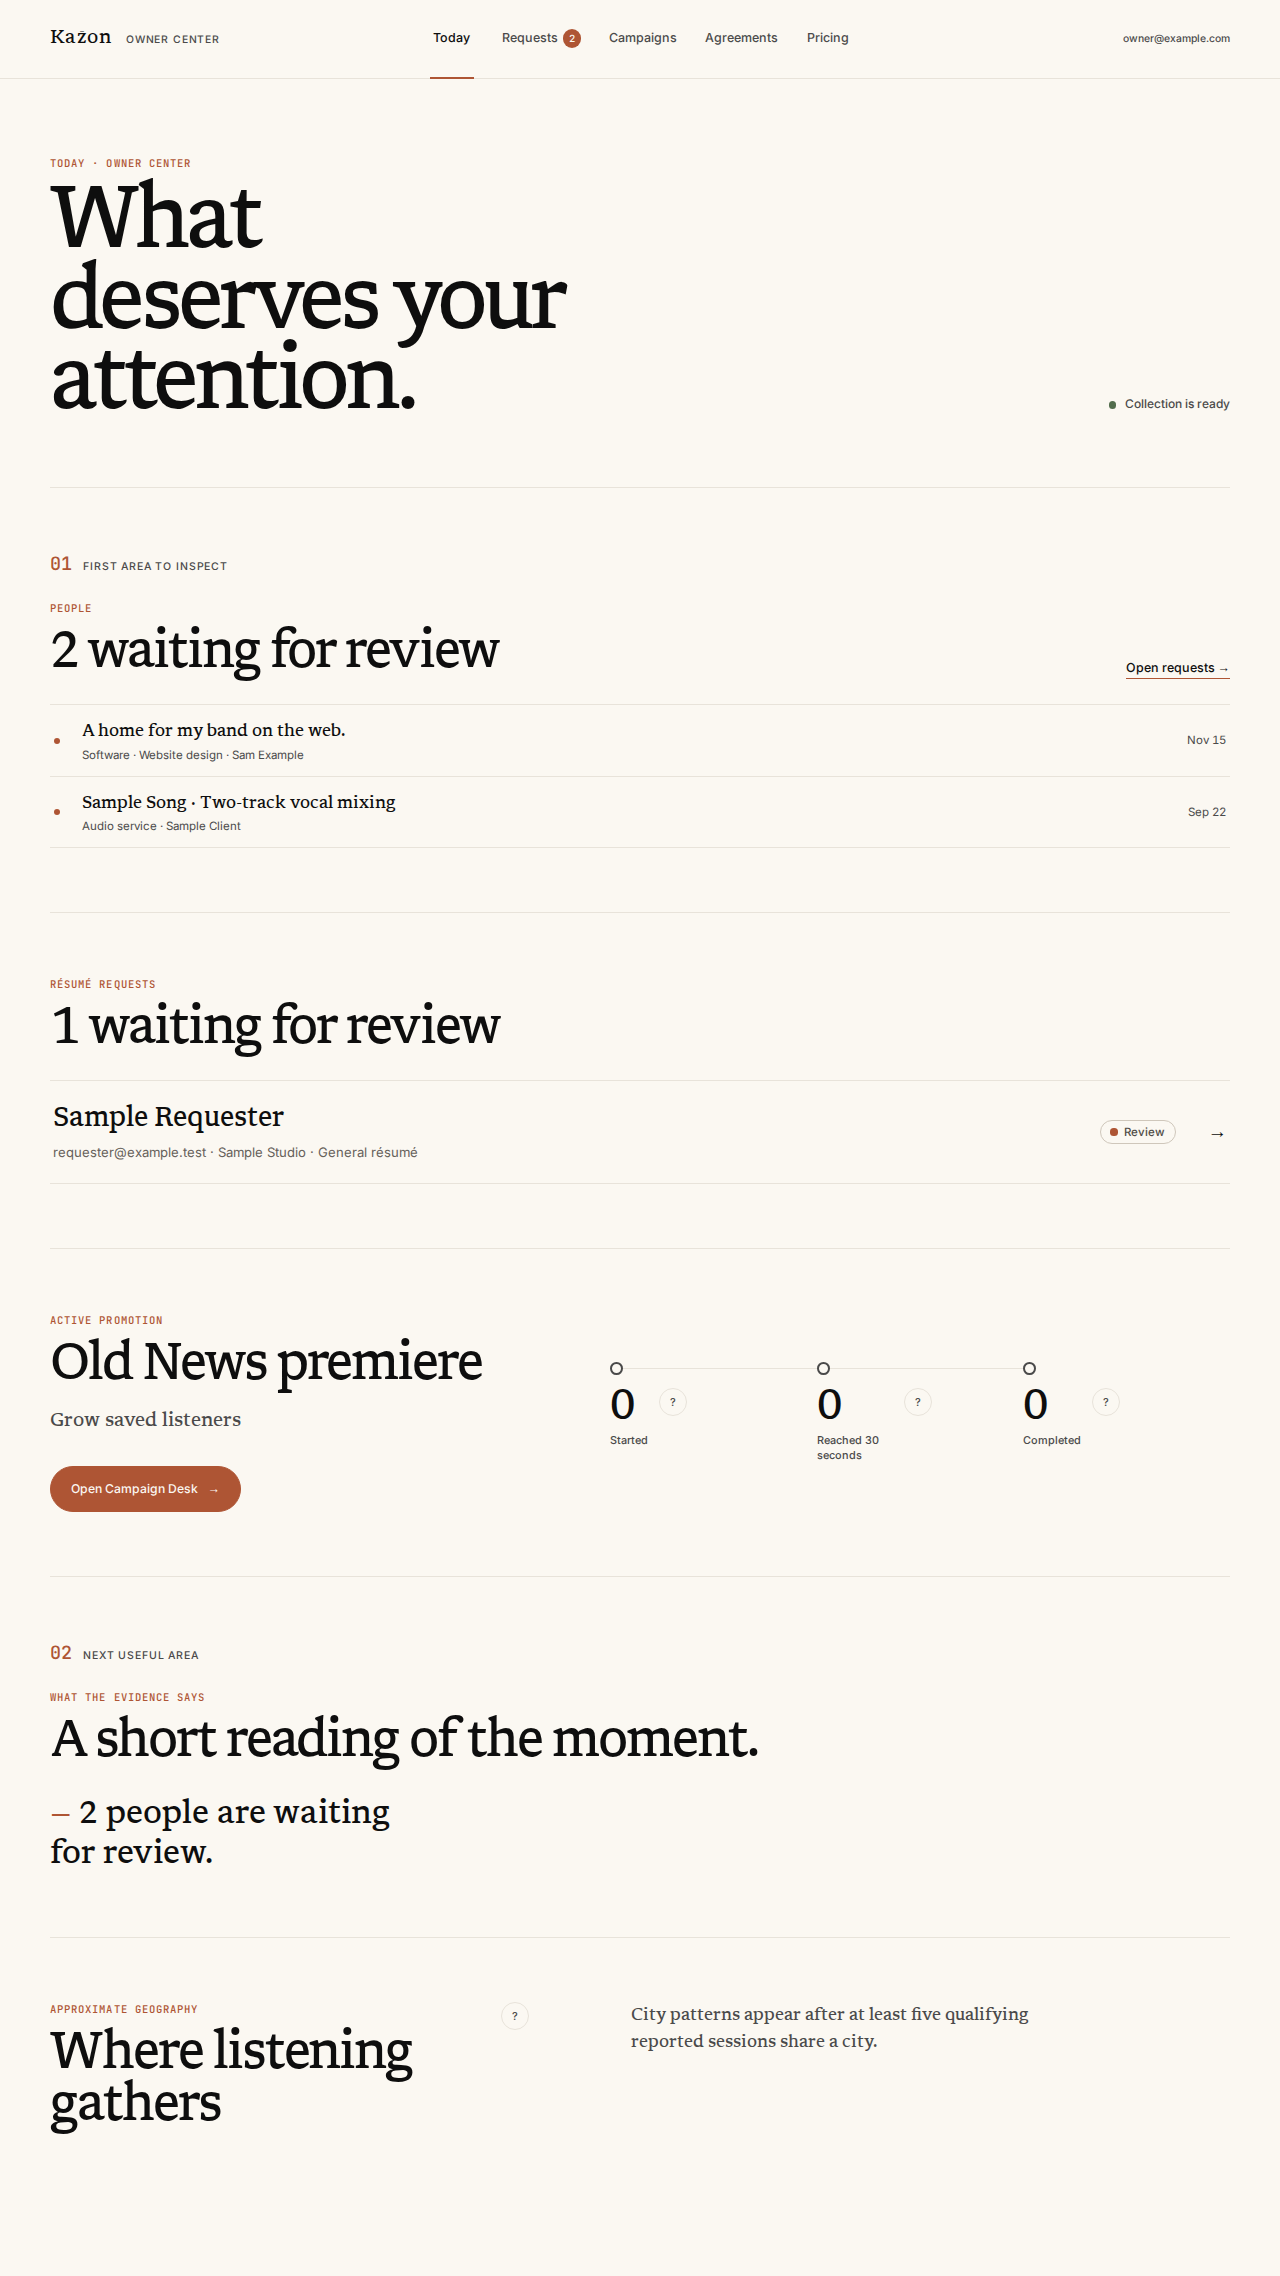 Kažon OWNER CENTER
Today Requests 2 Campaigns Agreements Pricing
owner@example.com
TODAY · OWNER CENTER
What
deserves your
attention.
Collection is ready
01 FIRST AREA TO INSPECT
PEOPLE
2 waiting for review
Open requests →
A home for my band on the web.
Software · Website design · Sam Example
Nov 15
Sample Song · Two-track vocal mixing
Audio service · Sample Client
Sep 22
RÉSUMÉ REQUESTS
1 waiting for review
Sample Requester
requester@example.test · Sample Studio · General résumé
Review →
ACTIVE PROMOTION
Old News premiere
Grow saved listeners
Open Campaign Desk →
0 ?
Started
0 ?
Reached 30
seconds
0 ?
Completed
02 NEXT USEFUL AREA
WHAT THE EVIDENCE SAYS
A short reading of the moment.
— 2 people are waiting
for review.
APPROXIMATE GEOGRAPHY
Where listening
gathers
?
City patterns appear after at least five qualifying
reported sessions share a city.